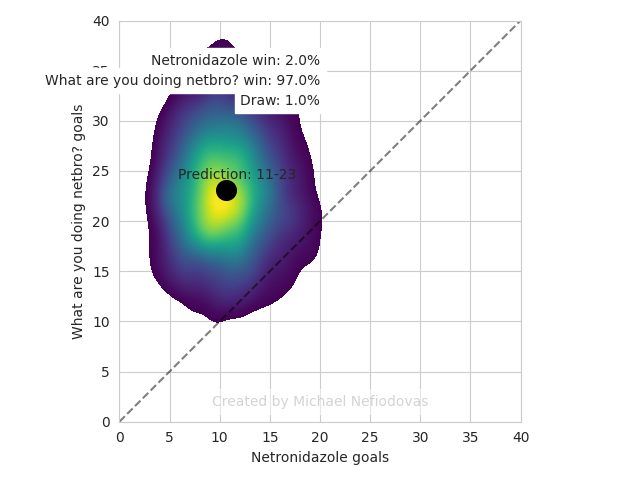 40
Netronidazole win: 2.0%
35
What are you doing netbro? win: 97.0%
Draw: 1.0%
30
25
Prediction: 11-23
20
15
10
5
0
What are you doing netbro? goals
Created by Michael Nefiodovas
0 5 10 15 20 25 30 35 40
Netronidazole goals